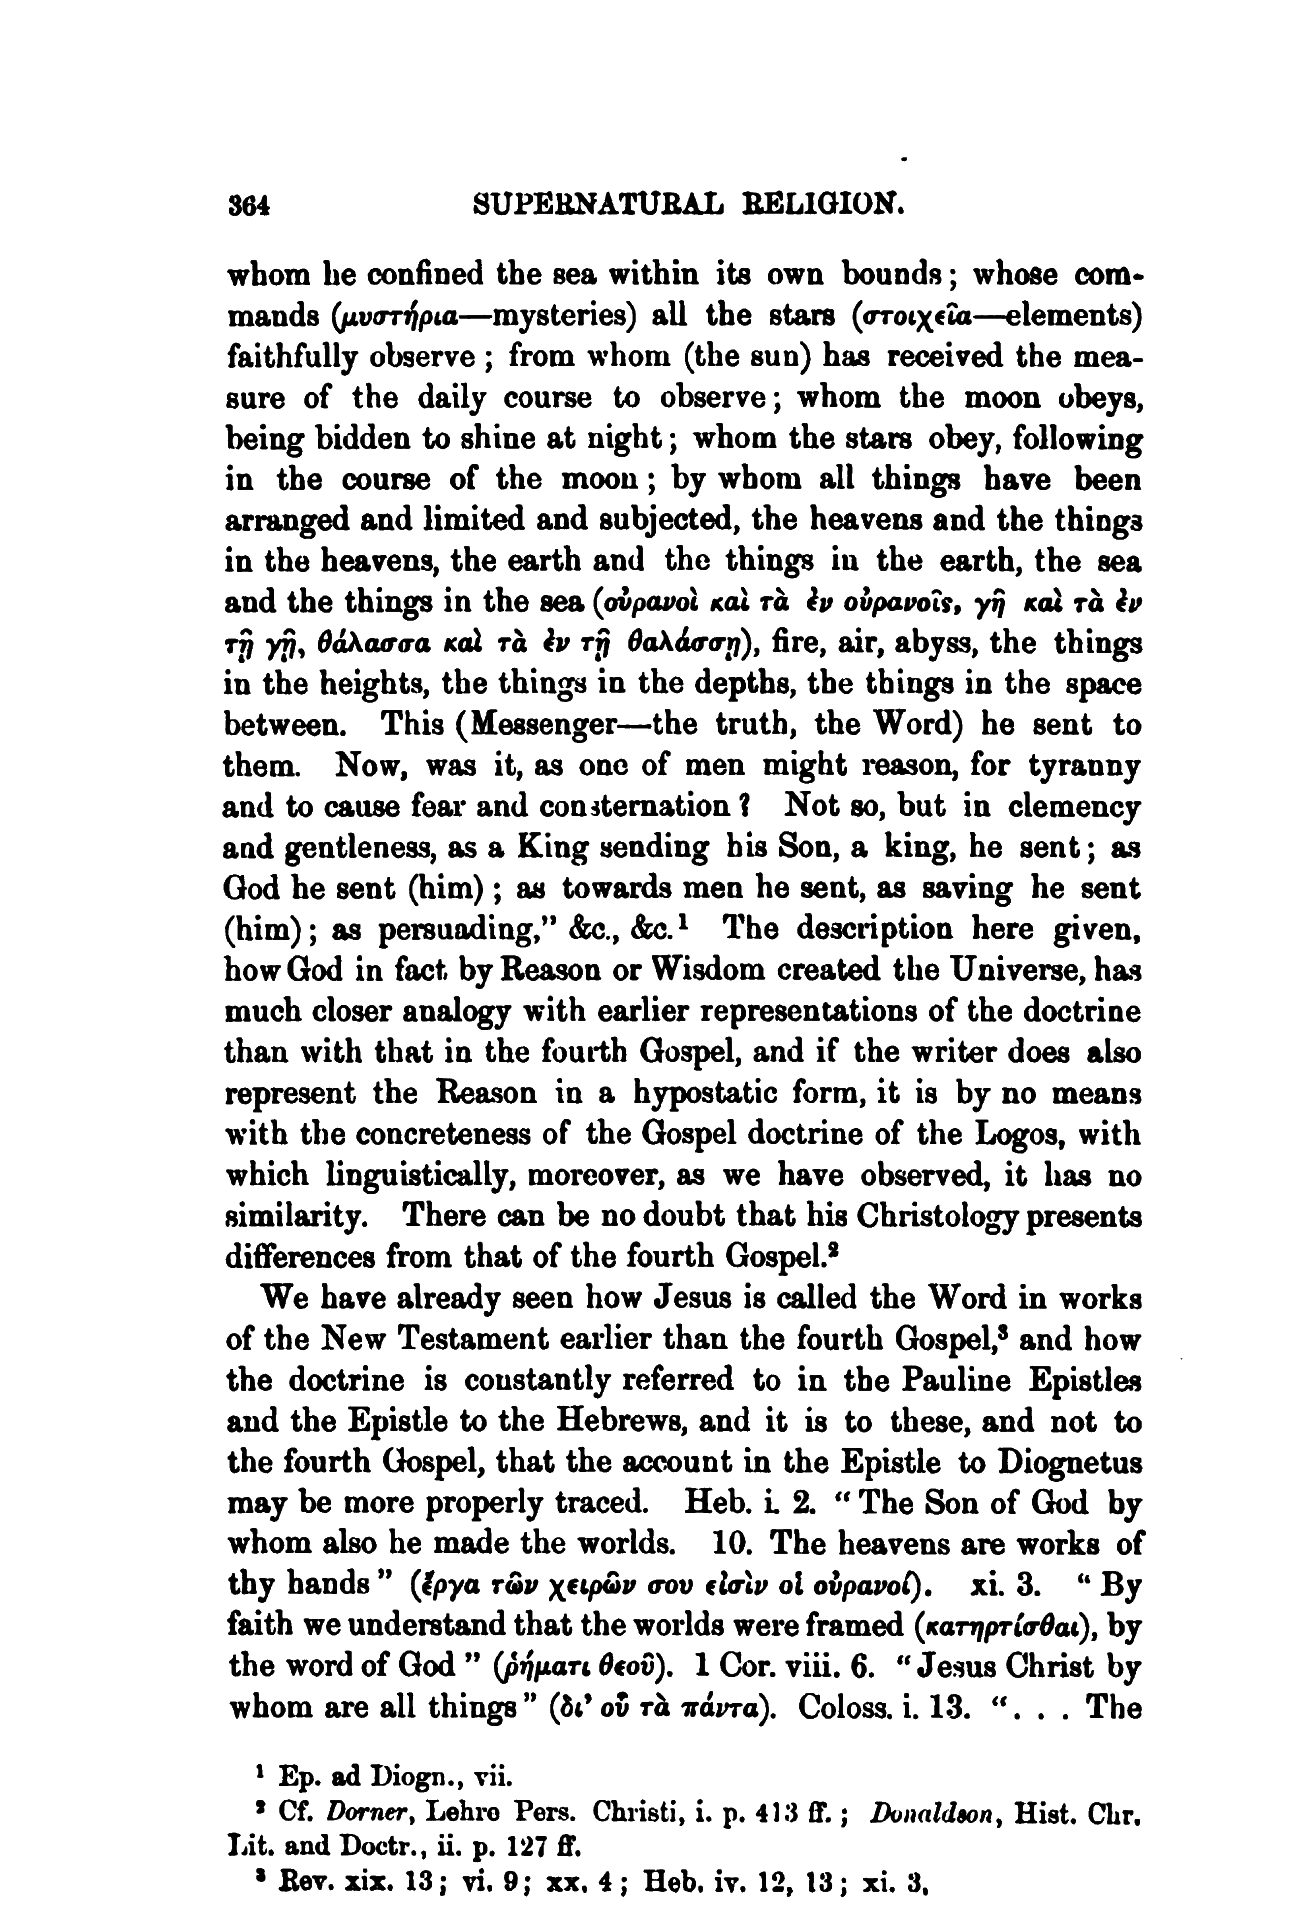 364 SUPERNATURAL RELIGION.
whom he confined the sea within its own bounds; whose com-
mands (μυστήρια—mysteries) all the stars (στοιχεῖα—elements)
faithfully observe; from whom (the sun) has received the mea-
sure of the daily course to observe; whom the moon obeys,
being bidden to shine at night; whom the stars obey, following
in the course of the moon; by whom all things have been
arranged and limited and subjected, the heavens and the things
in the heavens, the earth and the things in the earth, the sea
and the things in the sea (οὐρανοὶ καὶ τὰ ἐν οὐρανοῖς, γῆ καὶ τὰ ἐν
τῇ γῇ, θάλασσα καὶ τὰ ἐν τῇ θαλάσσῃ), fire, air, abyss, the things
in the heights, the things in the depths, the things in the space
between. This (Messenger—the truth, the Word) he sent to
them. Now, was it, as one of men might reason, for tyranny
and to cause fear and consternation? Not so, but in clemency
and gentleness, as a King sending his Son, a king, he sent; as
God he sent (him); as towards men he sent, as saving he sent
(him); as persuading,” &c., &c.¹ The description here given,
how God in fact by Reason or Wisdom created the Universe, has
much closer analogy with earlier representations of the doctrine
than with that in the fourth Gospel, and if the writer does also
represent the Reason in a hypostatic form, it is by no means
with the concreteness of the Gospel doctrine of the Logos, with
which linguistically, moreover, as we have observed, it has no
similarity. There can be no doubt that his Christology presents
differences from that of the fourth Gospel.²
We have already seen how Jesus is called the Word in works
of the New Testament earlier than the fourth Gospel,³ and how
the doctrine is constantly referred to in the Pauline Epistles
and the Epistle to the Hebrews, and it is to these, and not to
the fourth Gospel, that the account in the Epistle to Diognetus
may be more properly traced. Heb. i. 2. “The Son of God by
whom also he made the worlds. 10. The heavens are works of
thy hands” (ἔργα τῶν χειρῶν σου εἰσὶν οἱ οὐρανοί). xi. 3. “By
faith we understand that the worlds were framed (κατηρτίσθαι), by
the word of God” (ῥήματι θεοῦ). 1 Cor. viii. 6. “Jesus Christ by
whom are all things” (δι’ οὗ τὰ πάντα). Coloss. i. 13. “. . . The
¹ Ep. ad Diogn., vii.
² Cf. Dorner, Lehre Pers. Christi, i. p. 413 ff.; Donaldson, Hist. Chr.
Lit. and Doctr., ii. p. 127 ff.
³ Rev. xix. 13; vi. 9; xx. 4; Heb. iv. 12, 13; xi. 3.